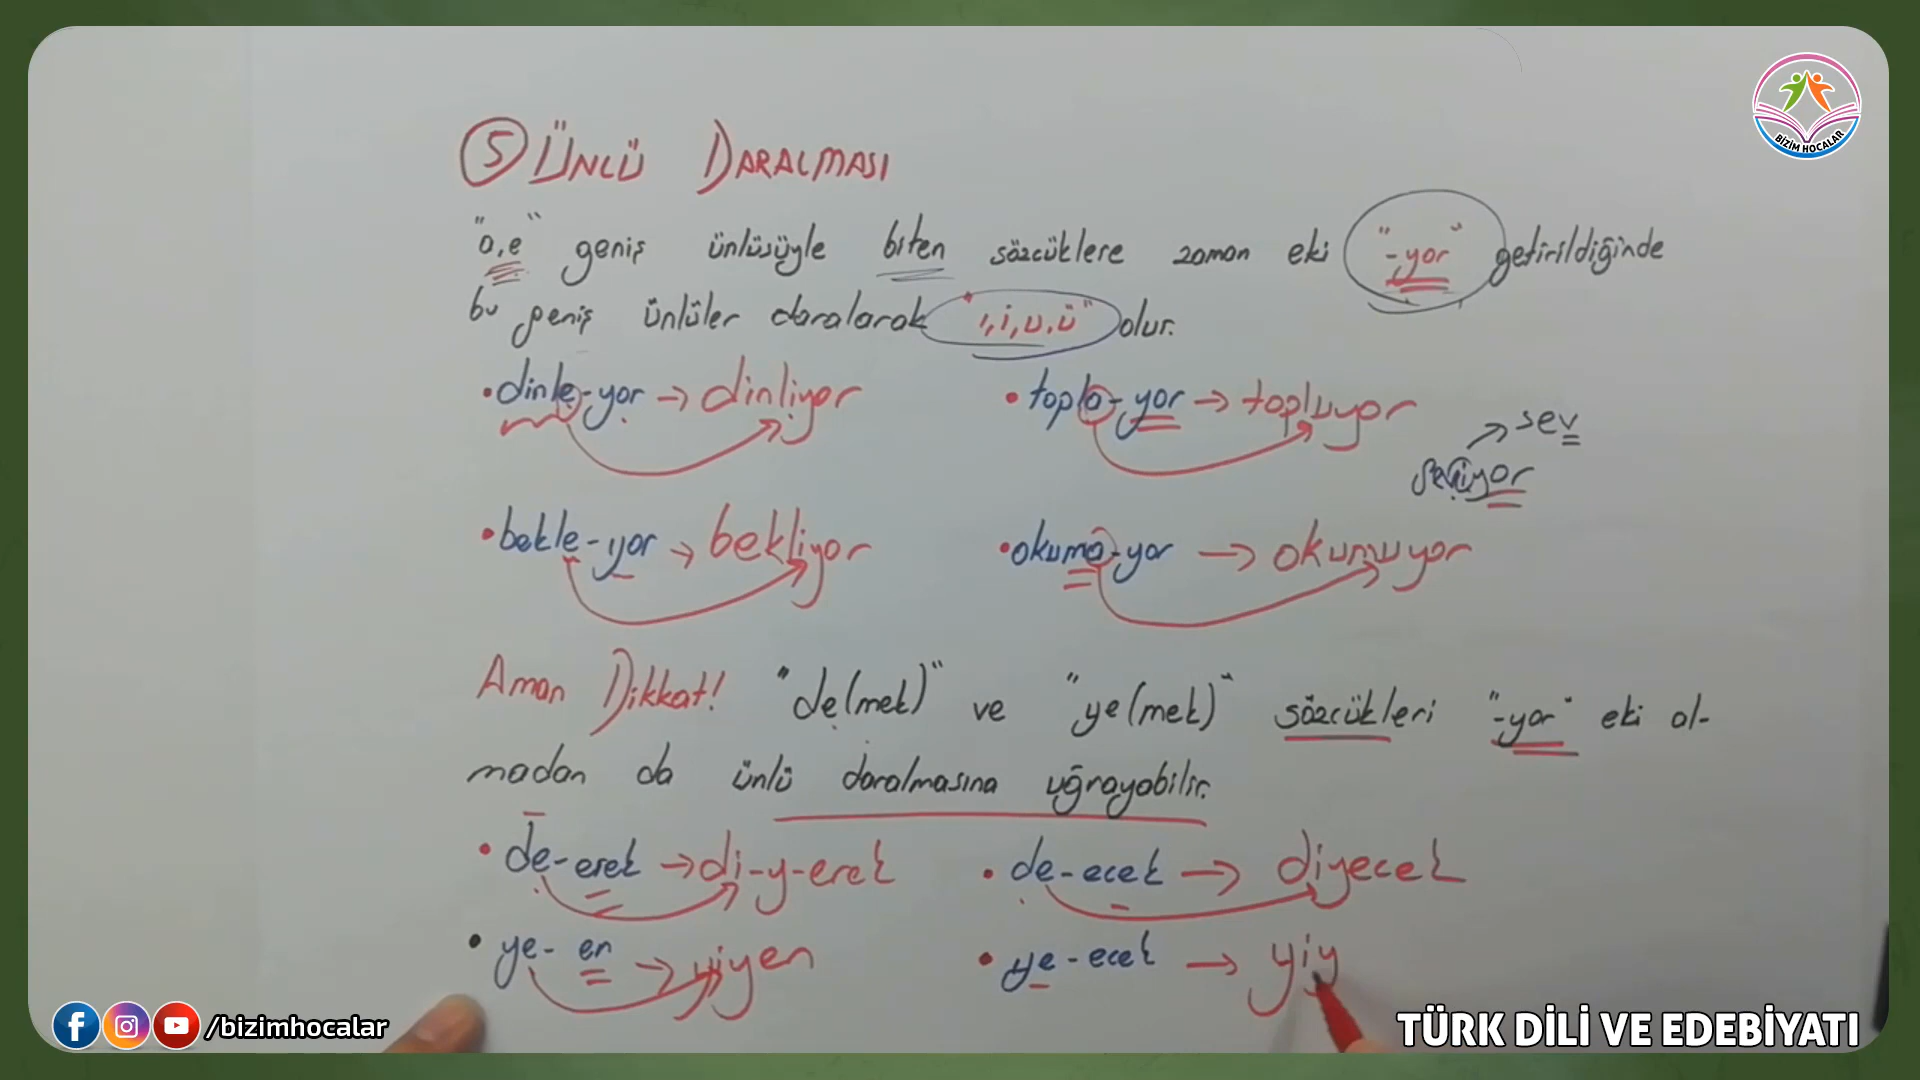 BİZİM HOCALAR
5 ÜNLÜ DARALMASI
"a,e" geniş ünlüsüyle biten sözcüklere zaman eki "-yor" getirildiğinde
bu geniş ünlüler daralarak "ı,i,u,ü" olur.
• dinle-yor → dinliyor • topla-yor → topluyor
sev
seviyor
• bekle-yor → bekliyor • okuma-yor → okumuyor
Aman Dikkat! "de(mek)" ve "ye(mek)" sözcükleri "-yor" eki ol-
madan da ünlü daralmasına uğrayabilir.
• de-erek → di-y-erek • de-ecek → diyecek
• ye-en → yiyen • ye-ecek → yiy
/bizimhocalar
TÜRK DİLİ VE EDEBİYATI